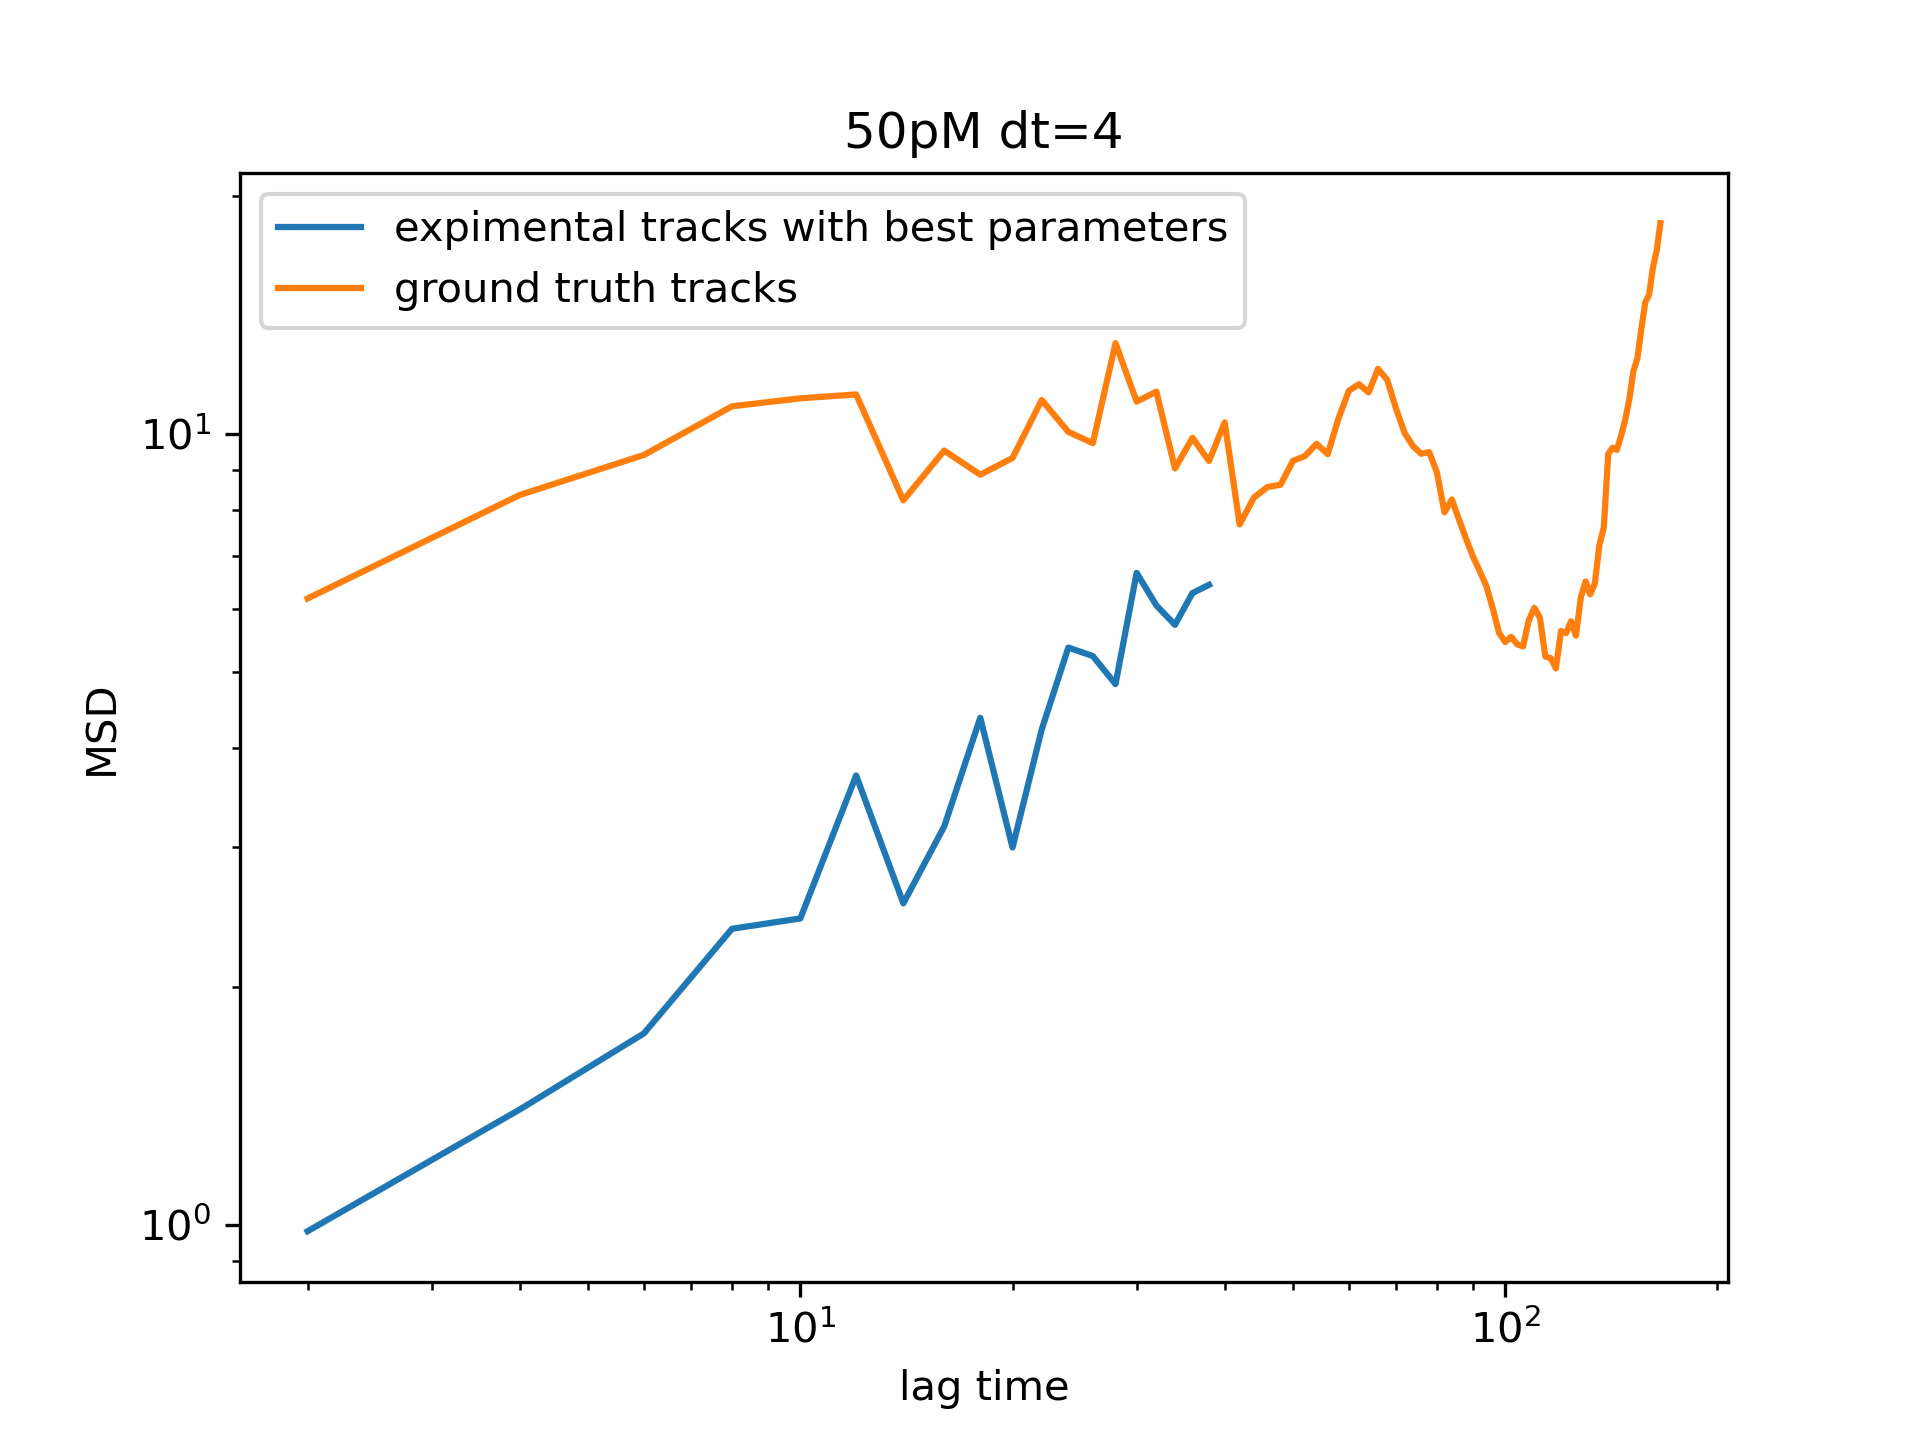 50pM dt=4
expimental tracks with best parameters
ground truth tracks
MSD
10¹
10⁰
10¹
10²
lag time